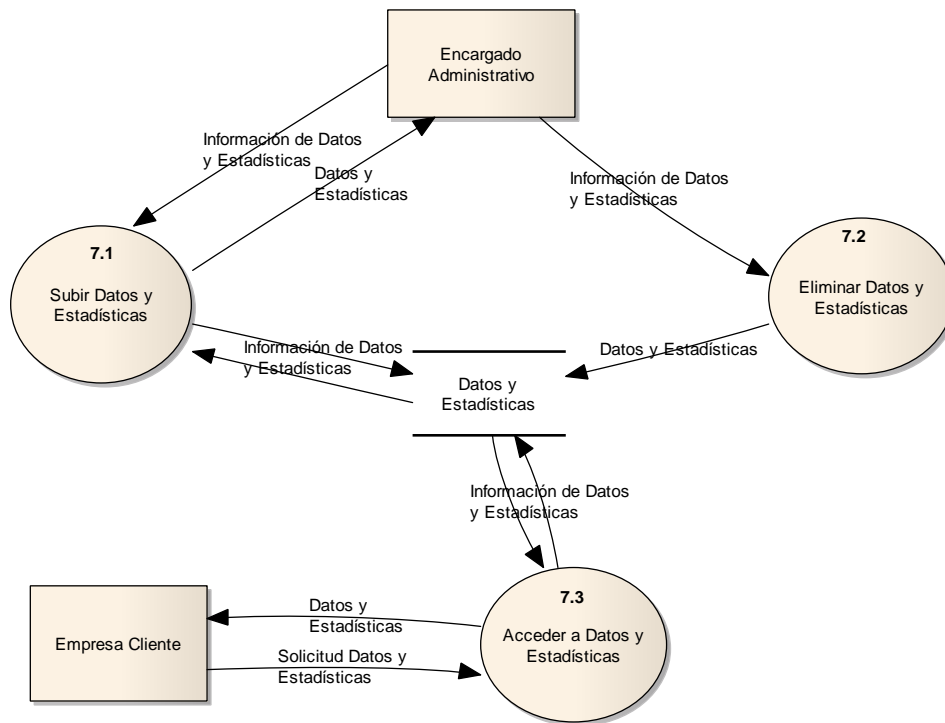 Encargado
Administrativo
Información de Datos
y Estadísticas
Datos y
Estadísticas
Información de Datos
y Estadísticas
7.1
Subir Datos y
Estadísticas
7.2
Eliminar Datos y
Estadísticas
Información de Datos
y Estadísticas
Datos y Estadísticas
Datos y
Estadísticas
Información de Datos
y Estadísticas
7.3
Acceder a Datos y
Estadísticas
Datos y
Estadísticas
Empresa Cliente
Solicitud Datos y
Estadísticas